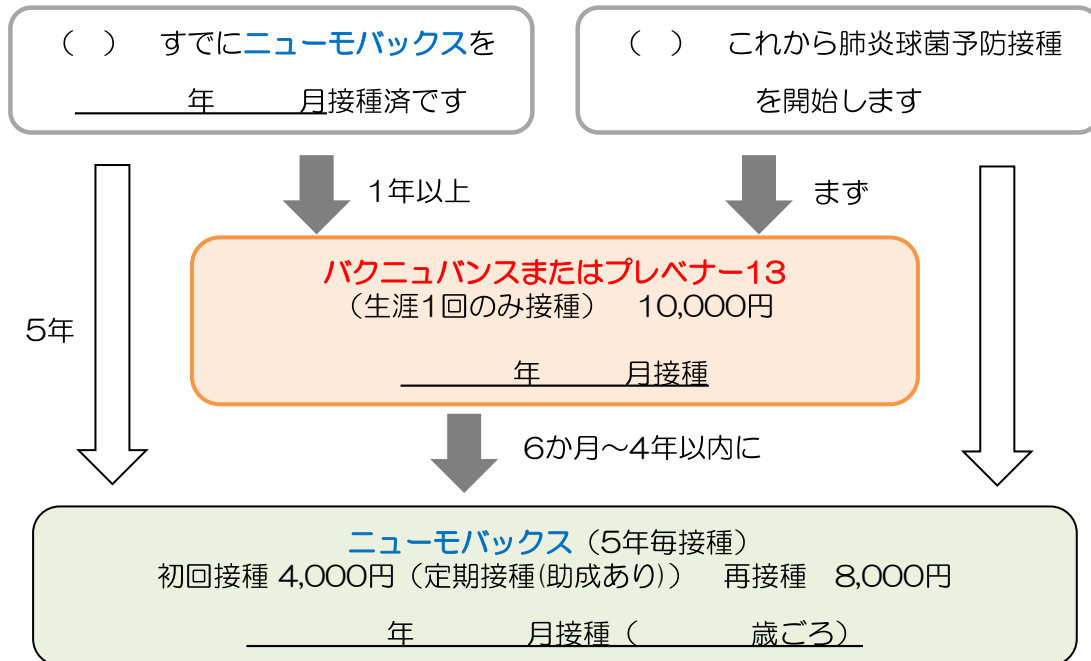 （　）　すでにニューモバックスを
年　　　月接種済です
（　）　これから肺炎球菌予防接種
を開始します
1年以上
まず
バクニュバンスまたはプレベナー13
（生涯1回のみ接種）　10,000円
年　　　月接種
5年
6か月～4年以内に
ニューモバックス（5年毎接種）
初回接種 4,000円（定期接種(助成あり)）　再接種　8,000円
年　　　　月接種（　　　　歳ごろ）